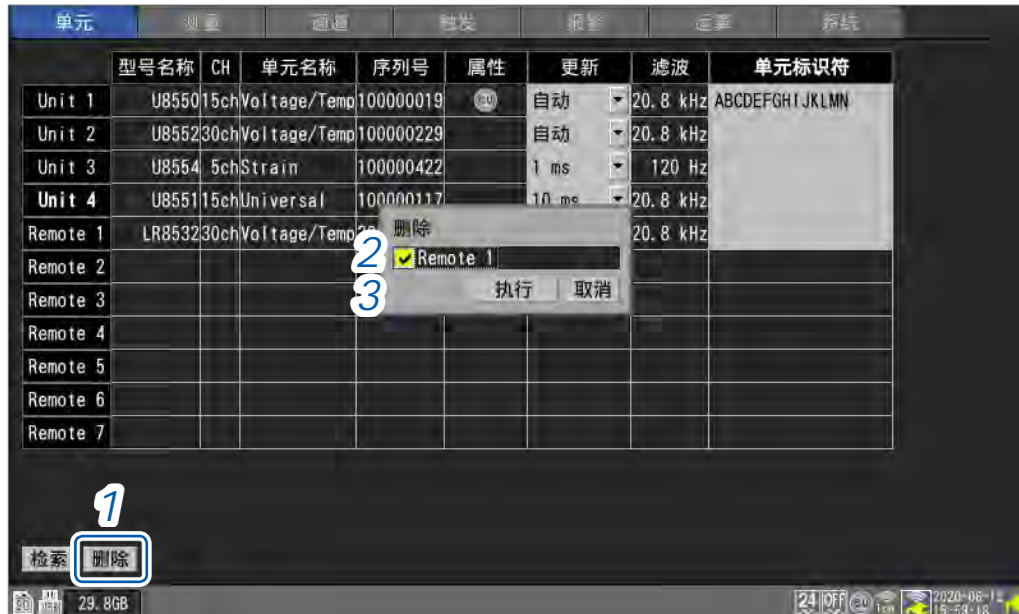 单元 测量 通道 触发 报警 运算 系统
型号名称 CH 单元名称 序列号 属性 更新 滤波 单元标识符
Unit 1 U8550 15ch Voltage/Temp 100000019 自动 20.8 kHz ABCDEFGHIJKLMN
Unit 2 U8552 30ch Voltage/Temp 100000229 自动 20.8 kHz
Unit 3 U8554 5ch Strain 100000422 1 ms 120 Hz
Unit 4 U8551 15ch Universal 100000117 10 ms 20.8 kHz
Remote 1 LR8532 30ch Voltage/Temp 20.8 kHz
删除
2 Remote 1
3 执行 取消
Remote 2
Remote 3
Remote 4
Remote 5
Remote 6
Remote 7
1
检索 删除
SD USB 29.8GB 24 OFF